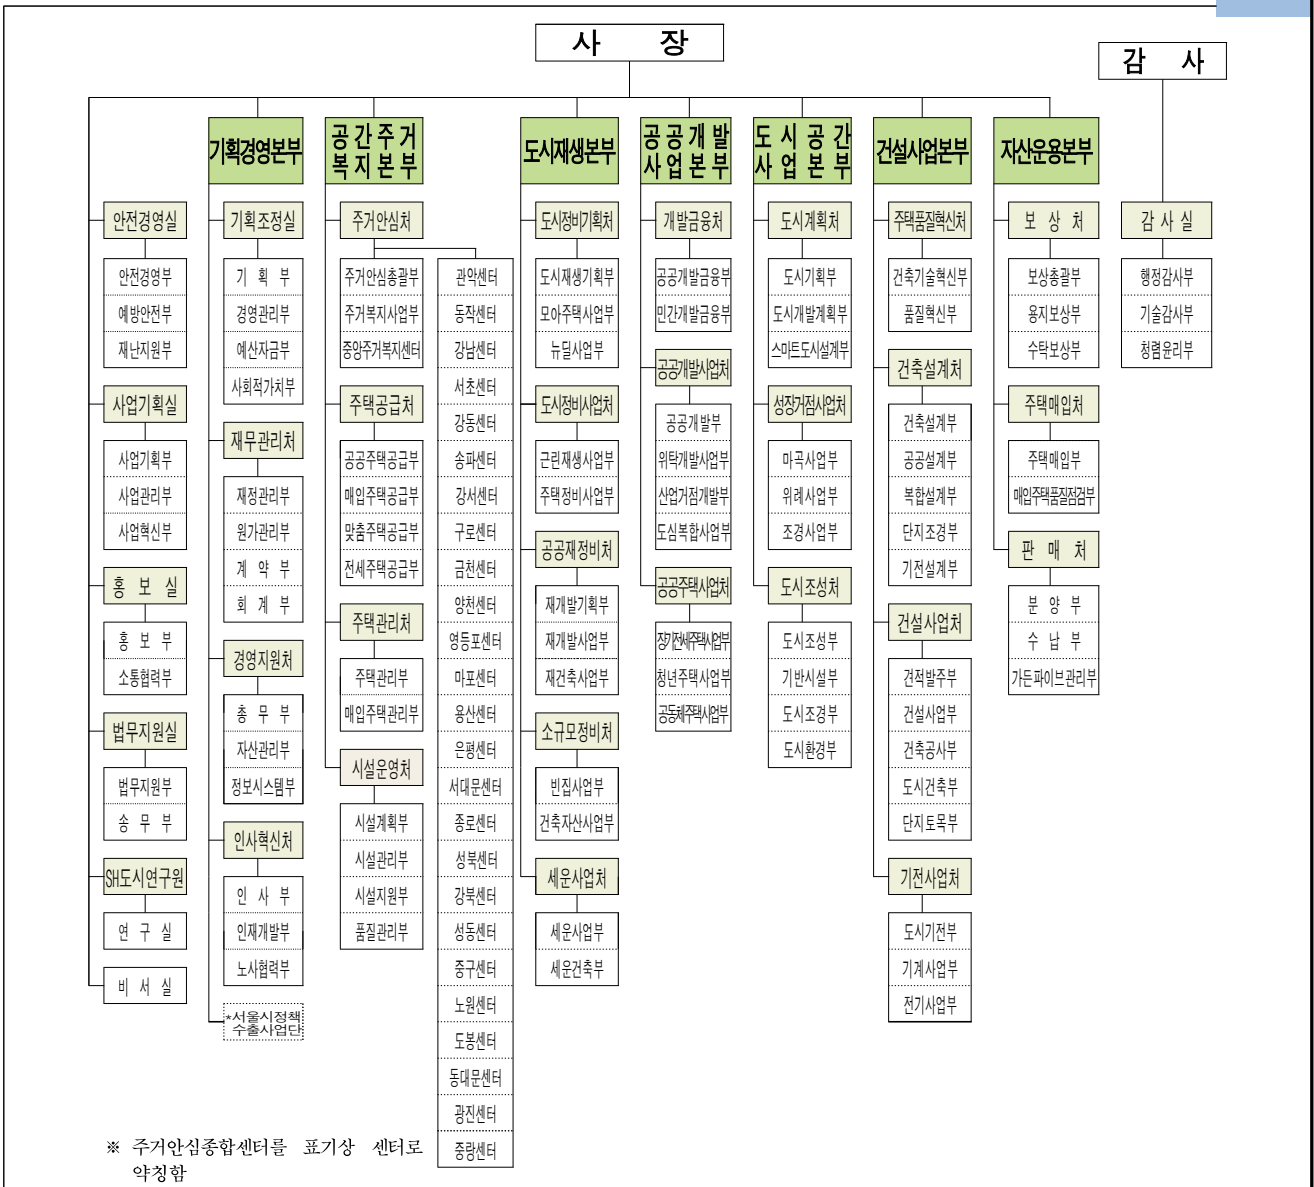 사 장
감 사
기획경영본부
공간주거
복지본부
도시재생본부
공공개발
사업본부
도시공간
사업본부
건설사업본부
자산운용본부
안전경영실
안전경영부
예방안전부
재난지원부
사업기획실
사업기획부
사업관리부
사업혁신부
홍 보 실
홍 보 부
소통협력부
법무지원실
법무지원부
송 무 부
SH도시연구원
연 구 실
비 서 실
기획조정실
기 획 부
경영관리부
예산자금부
사회적가치부
재무관리처
재정관리부
원가관리부
계 약 부
회 계 부
경영지원처
총 무 부
자산관리부
정보시스템부
인사혁신처
인 사 부
인재개발부
노사협력부
*서울시정책
수출사업단
주거안심처
주거안심총괄부
주거복지사업부
중앙주거복지센터
주택공급처
공공주택공급부
매입주택공급부
맞춤주택공급부
전세주택공급부
주택관리처
주택관리부
매입주택관리부
시설운영처
시설계획부
시설관리부
시설지원부
품질관리부
관악센터
동작센터
강남센터
서초센터
강동센터
송파센터
강서센터
구로센터
금천센터
양천센터
영등포센터
마포센터
용산센터
은평센터
서대문센터
종로센터
성북센터
강북센터
성동센터
중구센터
노원센터
도봉센터
동대문센터
광진센터
중랑센터
도시정비기획처
도시재생기획부
모아주택사업부
뉴딜사업부
도시정비사업처
근린재생사업부
주택정비사업부
공공재정비처
재개발기획부
재개발사업부
재건축사업부
소규모정비처
빈집사업부
건축자산사업부
세운사업처
세운사업부
세운건축부
개발금융처
공공개발금융부
민간개발금융부
공공개발사업처
공공개발부
위탁개발사업부
산업거점개발부
도심복합사업부
공공주택사업처
장기전세주택사업부
청년주택사업부
공동체주택사업부
도시계획처
도시기획부
도시개발계획부
스마트도시설계부
성장거점사업처
마곡사업부
위례사업부
조경사업부
도시조성처
도시조성부
기반시설부
도시조경부
도시환경부
주택품질혁신처
건축기술혁신부
품질혁신부
건축설계처
건축설계부
공공설계부
복합설계부
단지조경부
기전설계부
건설사업처
견적발주부
건설사업부
건축공사부
도시건축부
단지토목부
기전사업처
도시기전부
기계사업부
전기사업부
보 상 처
보상총괄부
용지보상부
수탁보상부
주택매입처
주택매입부
매입주택품질점검부
판 매 처
분 양 부
수 납 부
가든파이브관리부
감 사 실
행정감사부
기술감사부
청렴윤리부
※ 주거안심종합센터를 표기상 센터로
약칭함